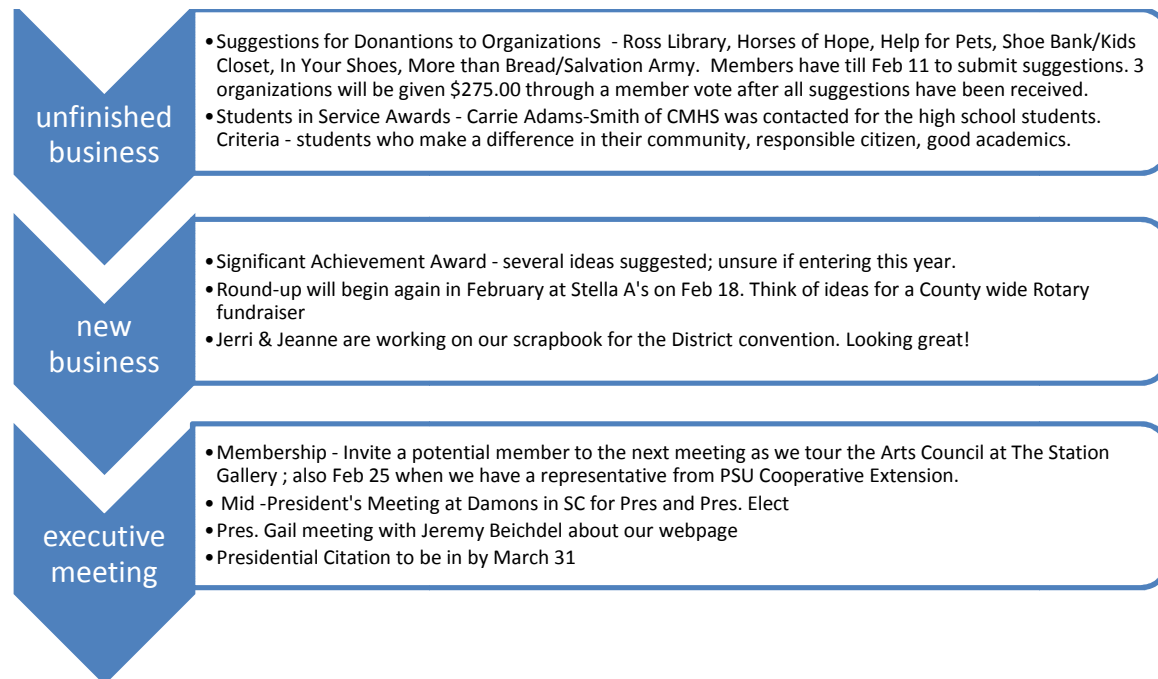 unfinished
business
•Suggestions for Donantions to Organizations - Ross Library, Horses of Hope, Help for Pets, Shoe Bank/Kids
Closet, In Your Shoes, More than Bread/Salvation Army. Members have till Feb 11 to submit suggestions. 3
organizations will be given $275.00 through a member vote after all suggestions have been received.
•Students in Service Awards - Carrie Adams-Smith of CMHS was contacted for the high school students.
Criteria - students who make a difference in their community, responsible citizen, good academics.
new
business
•Significant Achievement Award - several ideas suggested; unsure if entering this year.
•Round-up will begin again in February at Stella A's on Feb 18. Think of ideas for a County wide Rotary
fundraiser
•Jerri & Jeanne are working on our scrapbook for the District convention. Looking great!
executive
meeting
•Membership - Invite a potential member to the next meeting as we tour the Arts Council at The Station
Gallery ; also Feb 25 when we have a representative from PSU Cooperative Extension.
• Mid -President's Meeting at Damons in SC for Pres and Pres. Elect
•Pres. Gail meeting with Jeremy Beichdel about our webpage
•Presidential Citation to be in by March 31